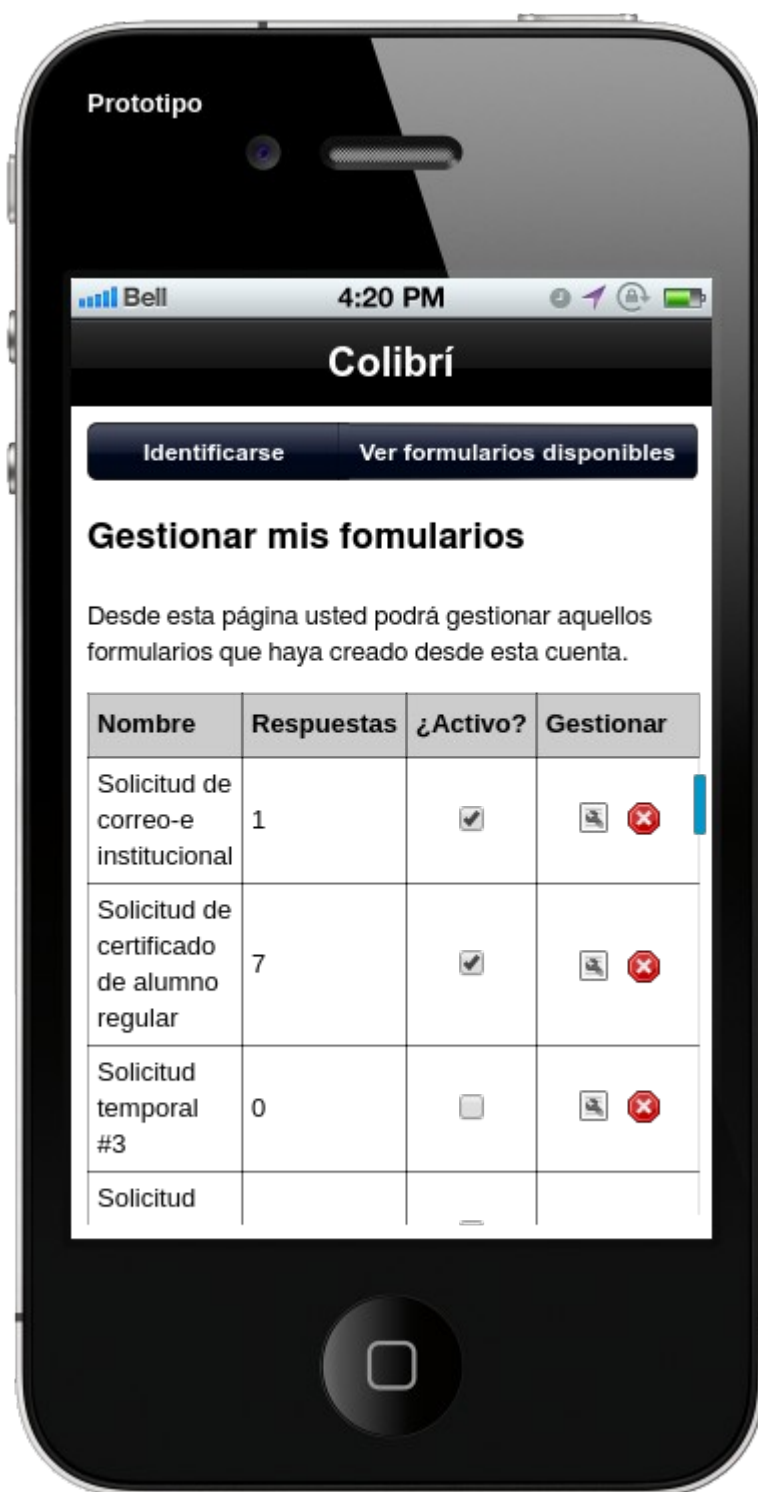 Prototipo
Bell 4:20 PM
Colibrí
Identificarse Ver formularios disponibles
Gestionar mis fomularios
Desde esta página usted podrá gestionar aquellos
formularios que haya creado desde esta cuenta.
Nombre Respuestas ¿Activo? Gestionar
Solicitud de
correo-e
institucional
1
Solicitud de
certificado
de alumno
regular
7
Solicitud
temporal
#3
0
Solicitud